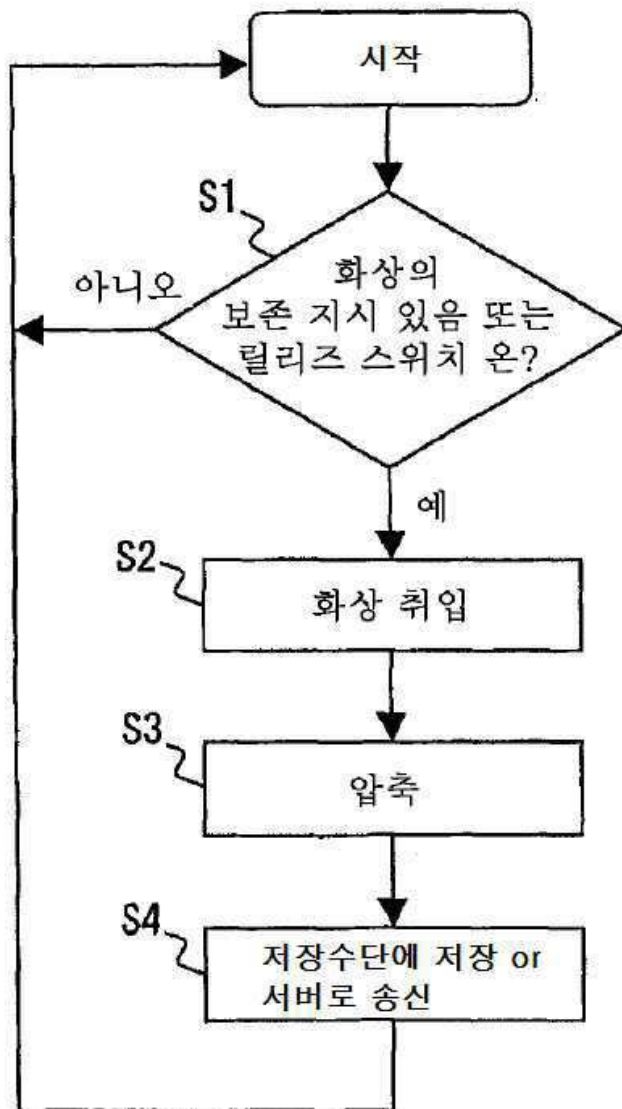 시작
S1
화상의
보존 지시 있음 또는
릴리즈 스위치 온?
아니오
예
S2
화상 취입
S3
압축
S4
저장수단에 저장 or
서버로 송신